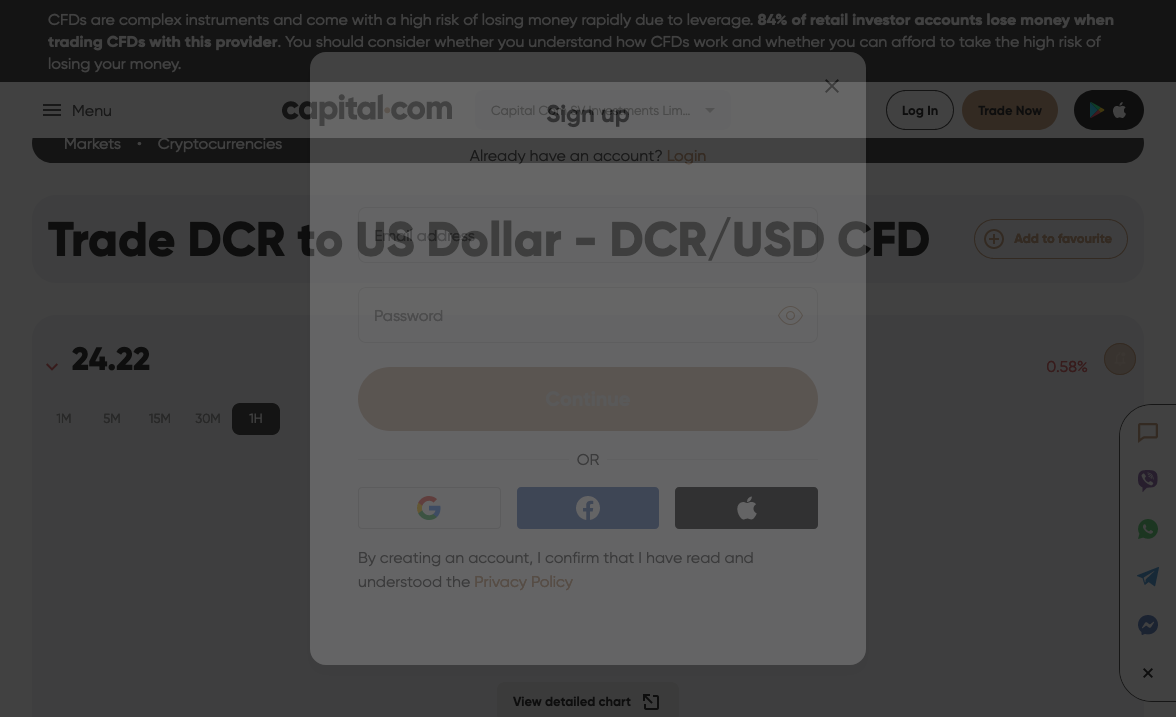 CFDs are complex instruments and come with a high risk of losing money rapidly due to leverage. 84% of retail investor accounts lose money when
trading CFDs with this provider. You should consider whether you understand how CFDs work and whether you can afford to take the high risk of
losing your money.
Menu
capital.com
Capital Com SV Investments Lim...
Log In
Trade Now
Sign up
Markets • Cryptocurrencies
Already have an account? Login
Trade DCR to US Dollar - DCR/USD CFD
Add to favourite
Email address
Password
24.22
0.58%
Continue
1M 5M 15M 30M 1H
OR
By creating an account, I confirm that I have read and
understood the Privacy Policy
View detailed chart